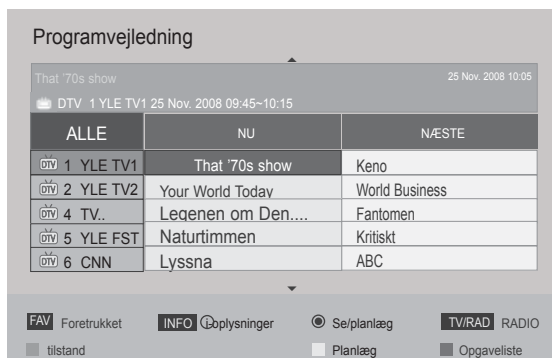 Programvejledning
That '70s show 25 Nov. 2008 10:05
DTV 1 YLE TV1 25 Nov. 2008 09:45~10:15
ALLE NU NÆSTE
DTV 1 YLE TV1 That '70s show Keno
DTV 2 YLE TV2 Your World Today World Business
DTV 4 TV.. Legenen om Den.... Fantomen
DTV 5 YLE FST Naturtimmen Kritiskt
DTV 6 CNN Lyssna ABC
FAV Foretrukket INFO ⓘoplysninger Se/planlæg TV/RAD RADIO
tilstand Planlæg Opgaveliste